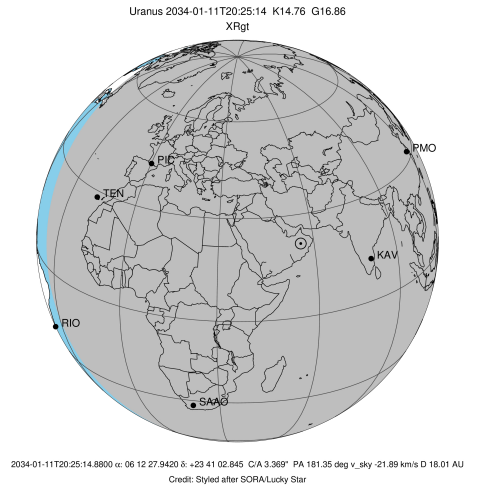 Uranus 2034-01-11T20:25:14 K14.76 G16.86
XRgt
PMO
PIC
TEN
KAV
RIO
SAAO
2034-01-11T20:25:14.8800 α: 06 12 27.9420 δ: +23 41 02.845 C/A 3.369" PA 181.35 deg v_sky -21.89 km/s D 18.01 AU
Credit: Styled after SORA/Lucky Star